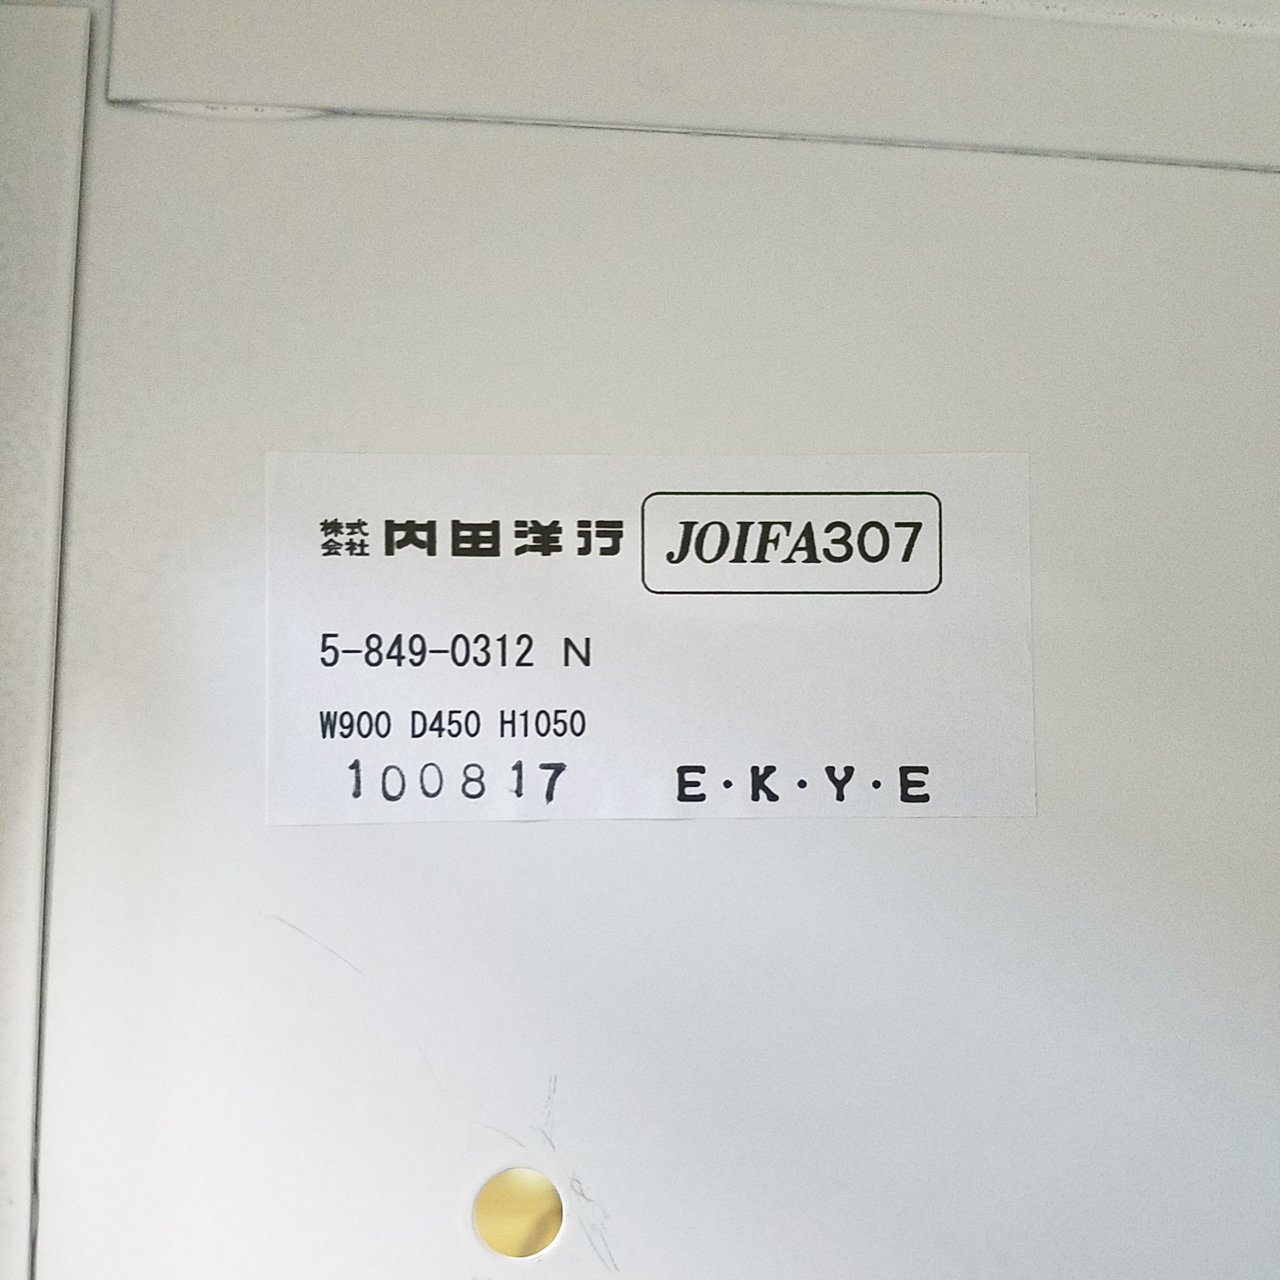 株式会社 内田洋行 JOIFA307
5-849-0312 N
W900 D450 H1050
100817 E・K・Y・E